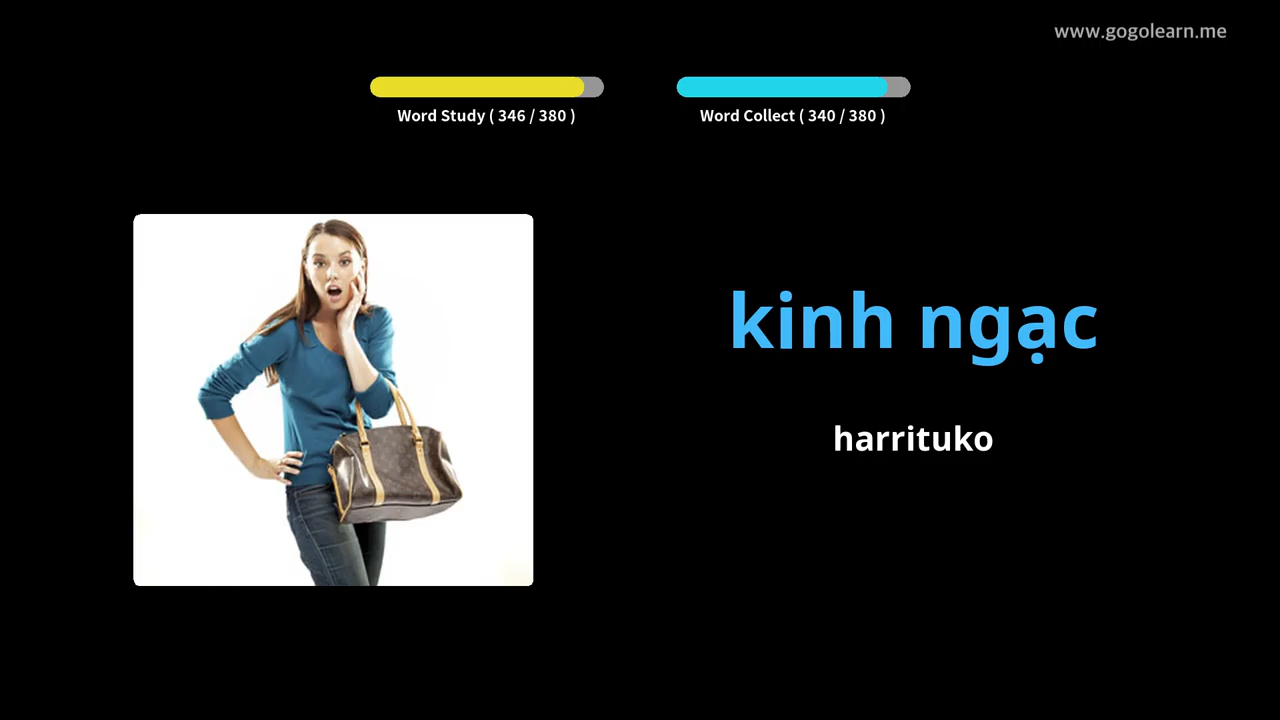 www.gogolearn.me
Word Study ( 346 / 380 )
Word Collect ( 340 / 380 )
kinh ngạc
harrituko